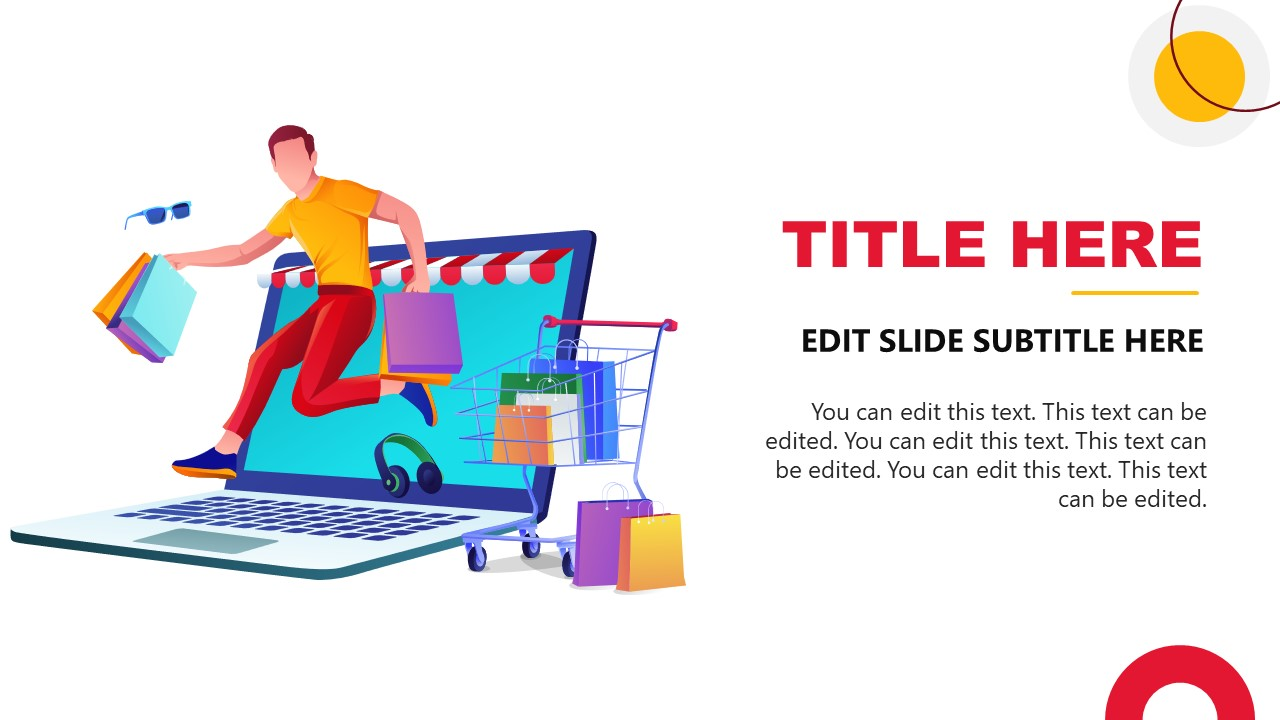 TITLE HERE
EDIT SLIDE SUBTITLE HERE
You can edit this text. This text can be
edited. You can edit this text. This text can
be edited. You can edit this text. This text
can be edited.